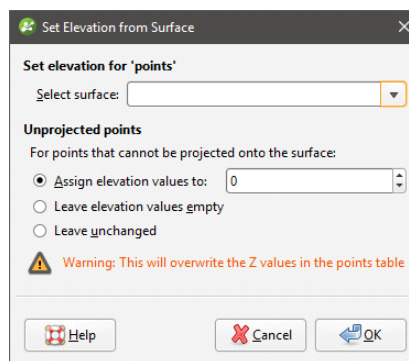 Set Elevation from Surface
Set elevation for 'points'
Select surface:
Unprojected points
For points that cannot be projected onto the surface:
Assign elevation values to: 0
Leave elevation values empty
Leave unchanged
Warning: This will overwrite the Z values in the points table
Help Cancel OK